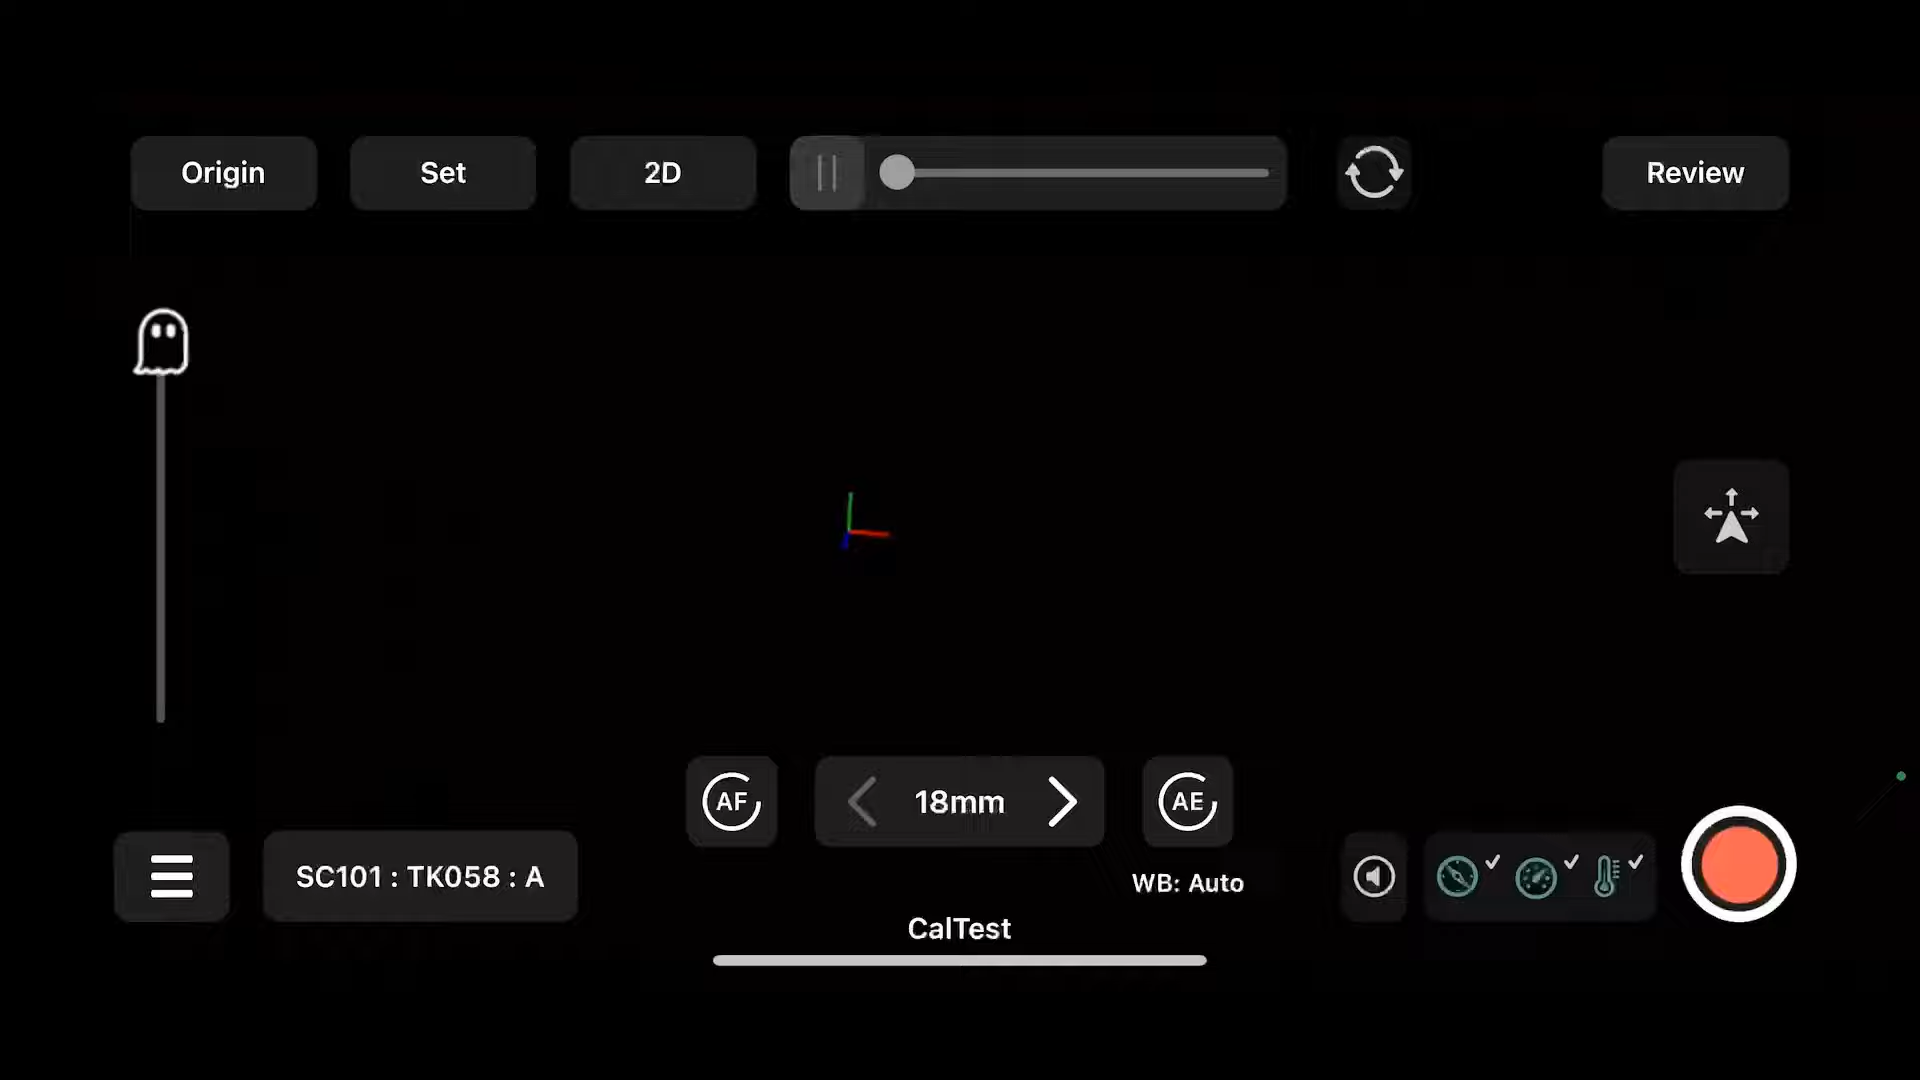 Origin
Set
2D
Review
AF
18mm
AE
SC101 : TK058 : A
WB: Auto
CalTest